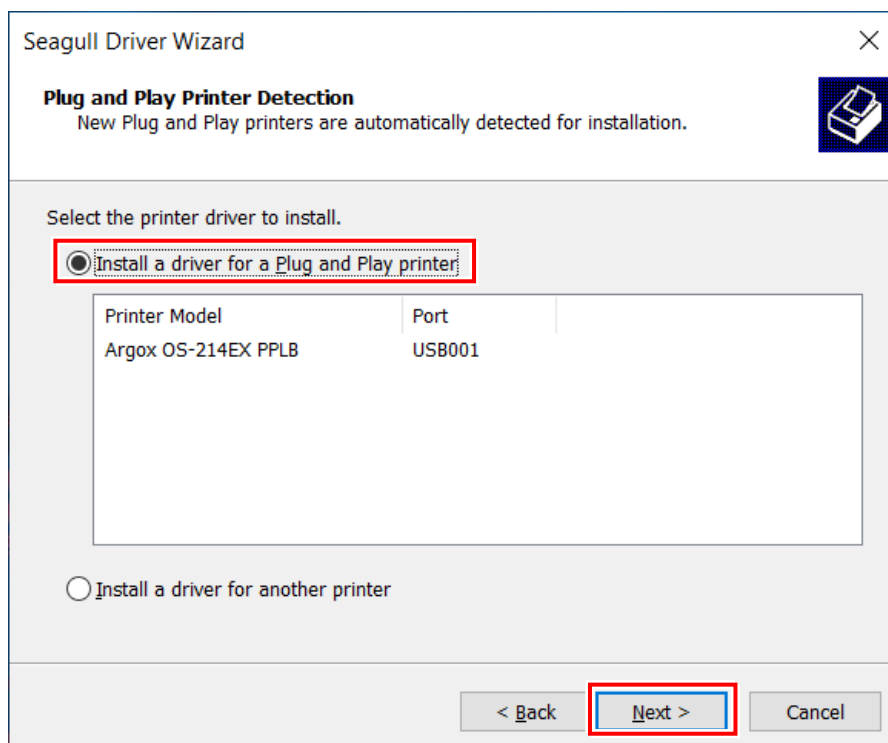 Seagull Driver Wizard
Plug and Play Printer Detection
New Plug and Play printers are automatically detected for installation.
Select the printer driver to install.
Install a driver for a Plug and Play printer
Printer Model Port
Argox OS-214EX PPLB USB001
Install a driver for another printer
< Back Next > Cancel